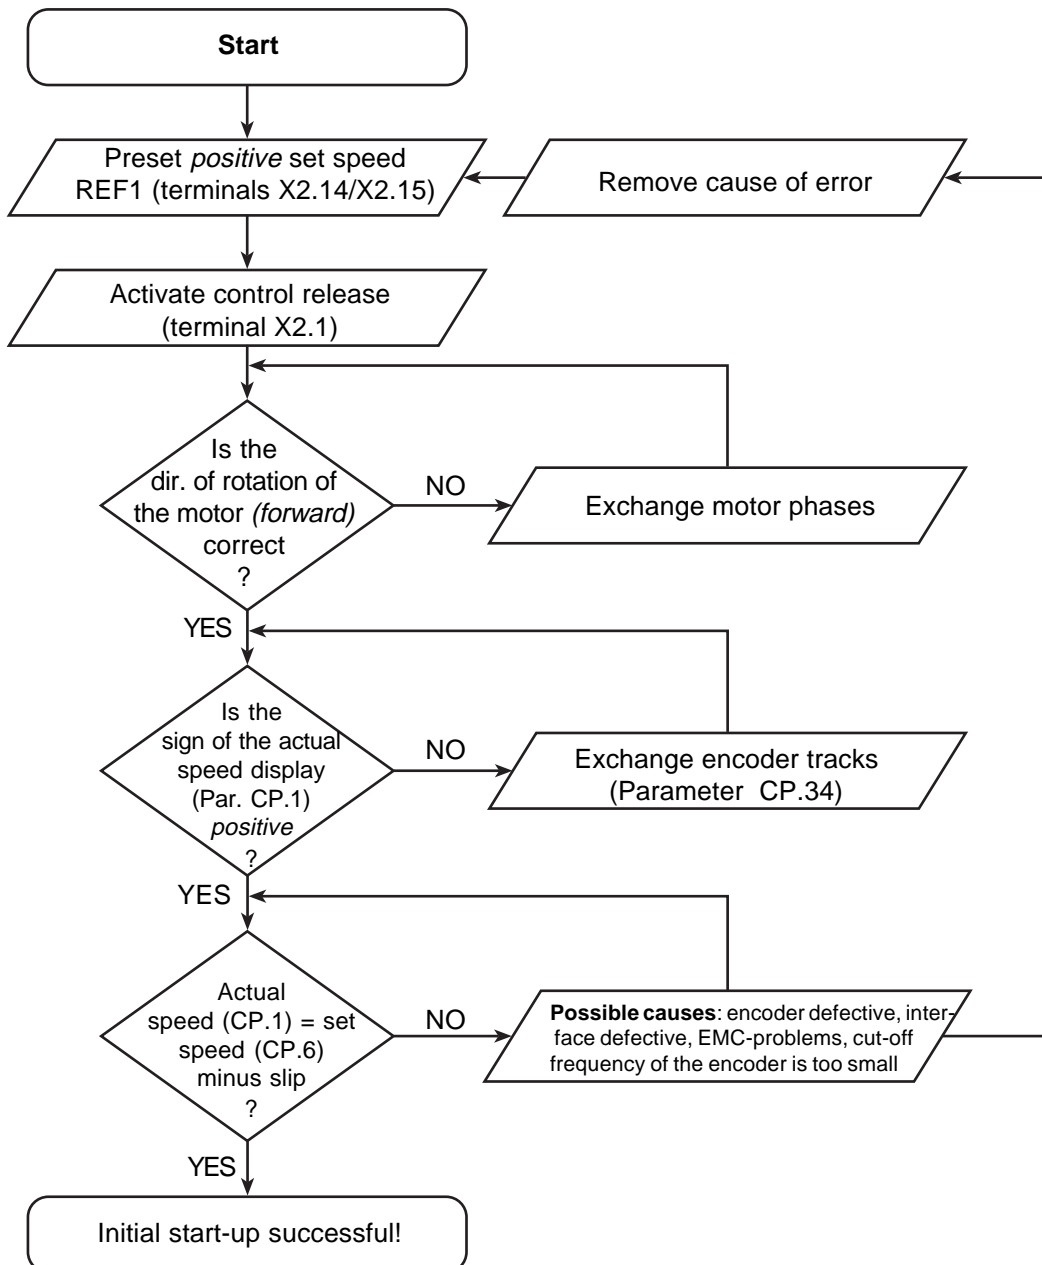 Start
Preset positive set speed
REF1 (terminals X2.14/X2.15)
Remove cause of error
Activate control release
(terminal X2.1)
Is the
dir. of rotation of
the motor (forward)
correct
?
NO
Exchange motor phases
YES
Is the
sign of the actual
speed display
(Par. CP.1)
positive
?
NO
Exchange encoder tracks
(Parameter CP.34)
YES
Actual
speed (CP.1) = set
speed (CP.6)
minus slip
?
NO
Possible causes: encoder defective, inter-
face defective, EMC-problems, cut-off
frequency of the encoder is too small
YES
Initial start-up successful!